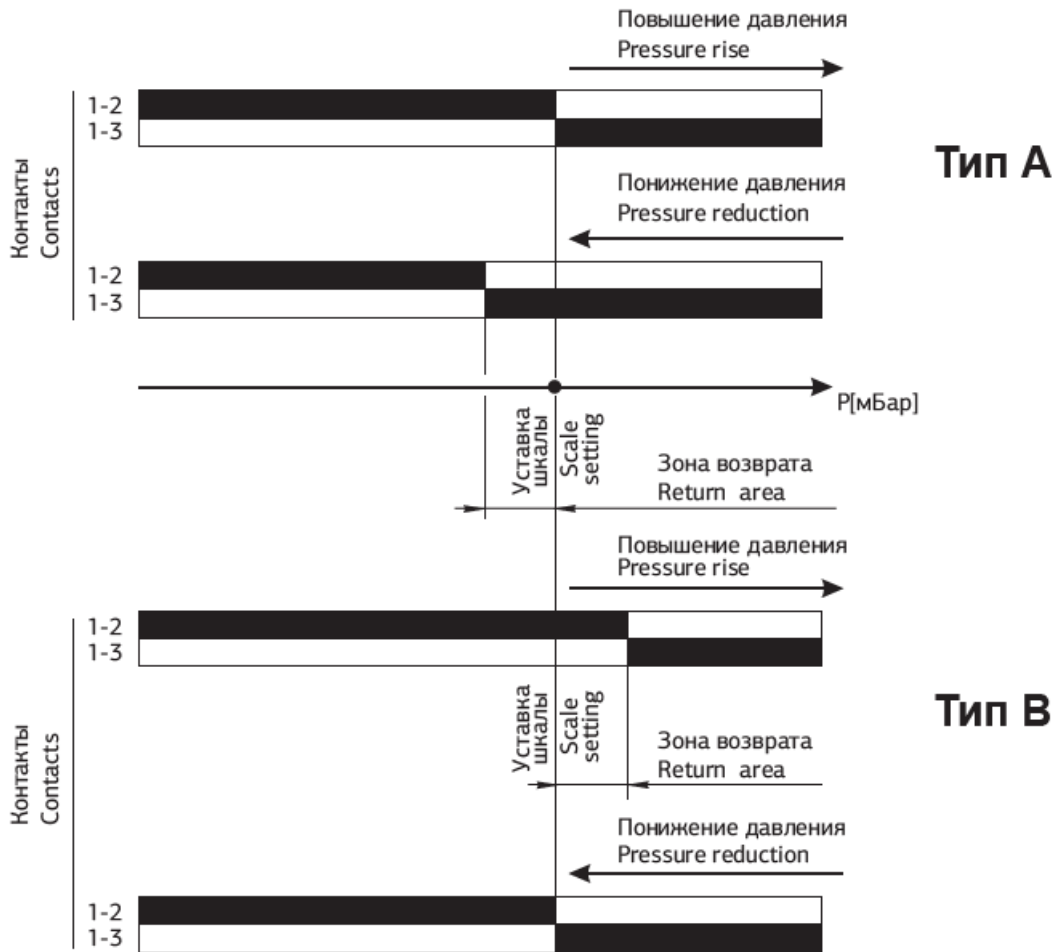 Повышение давления
Pressure rise
1-2
1-3
Тип А
Контакты
Contacts
Понижение давления
Pressure reduction
1-2
1-3
P[мБар]
Уставка
шкалы
Scale
setting
Зона возврата
Return area
Повышение давления
Pressure rise
1-2
1-3
Уставка
шкалы
Scale
setting
Тип В
Зона возврата
Return area
Контакты
Contacts
Понижение давления
Pressure reduction
1-2
1-3